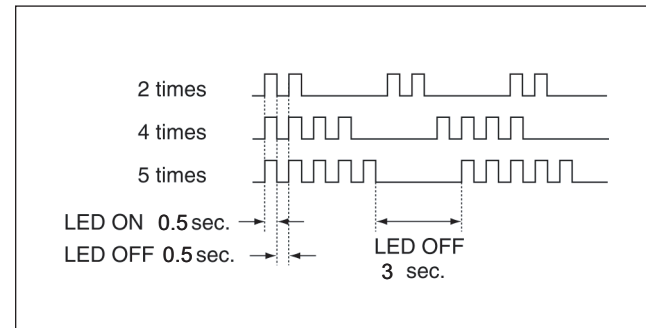 2 times
4 times
5 times
LED ON 0.5 sec.
LED OFF 0.5 sec.
LED OFF
3 sec.